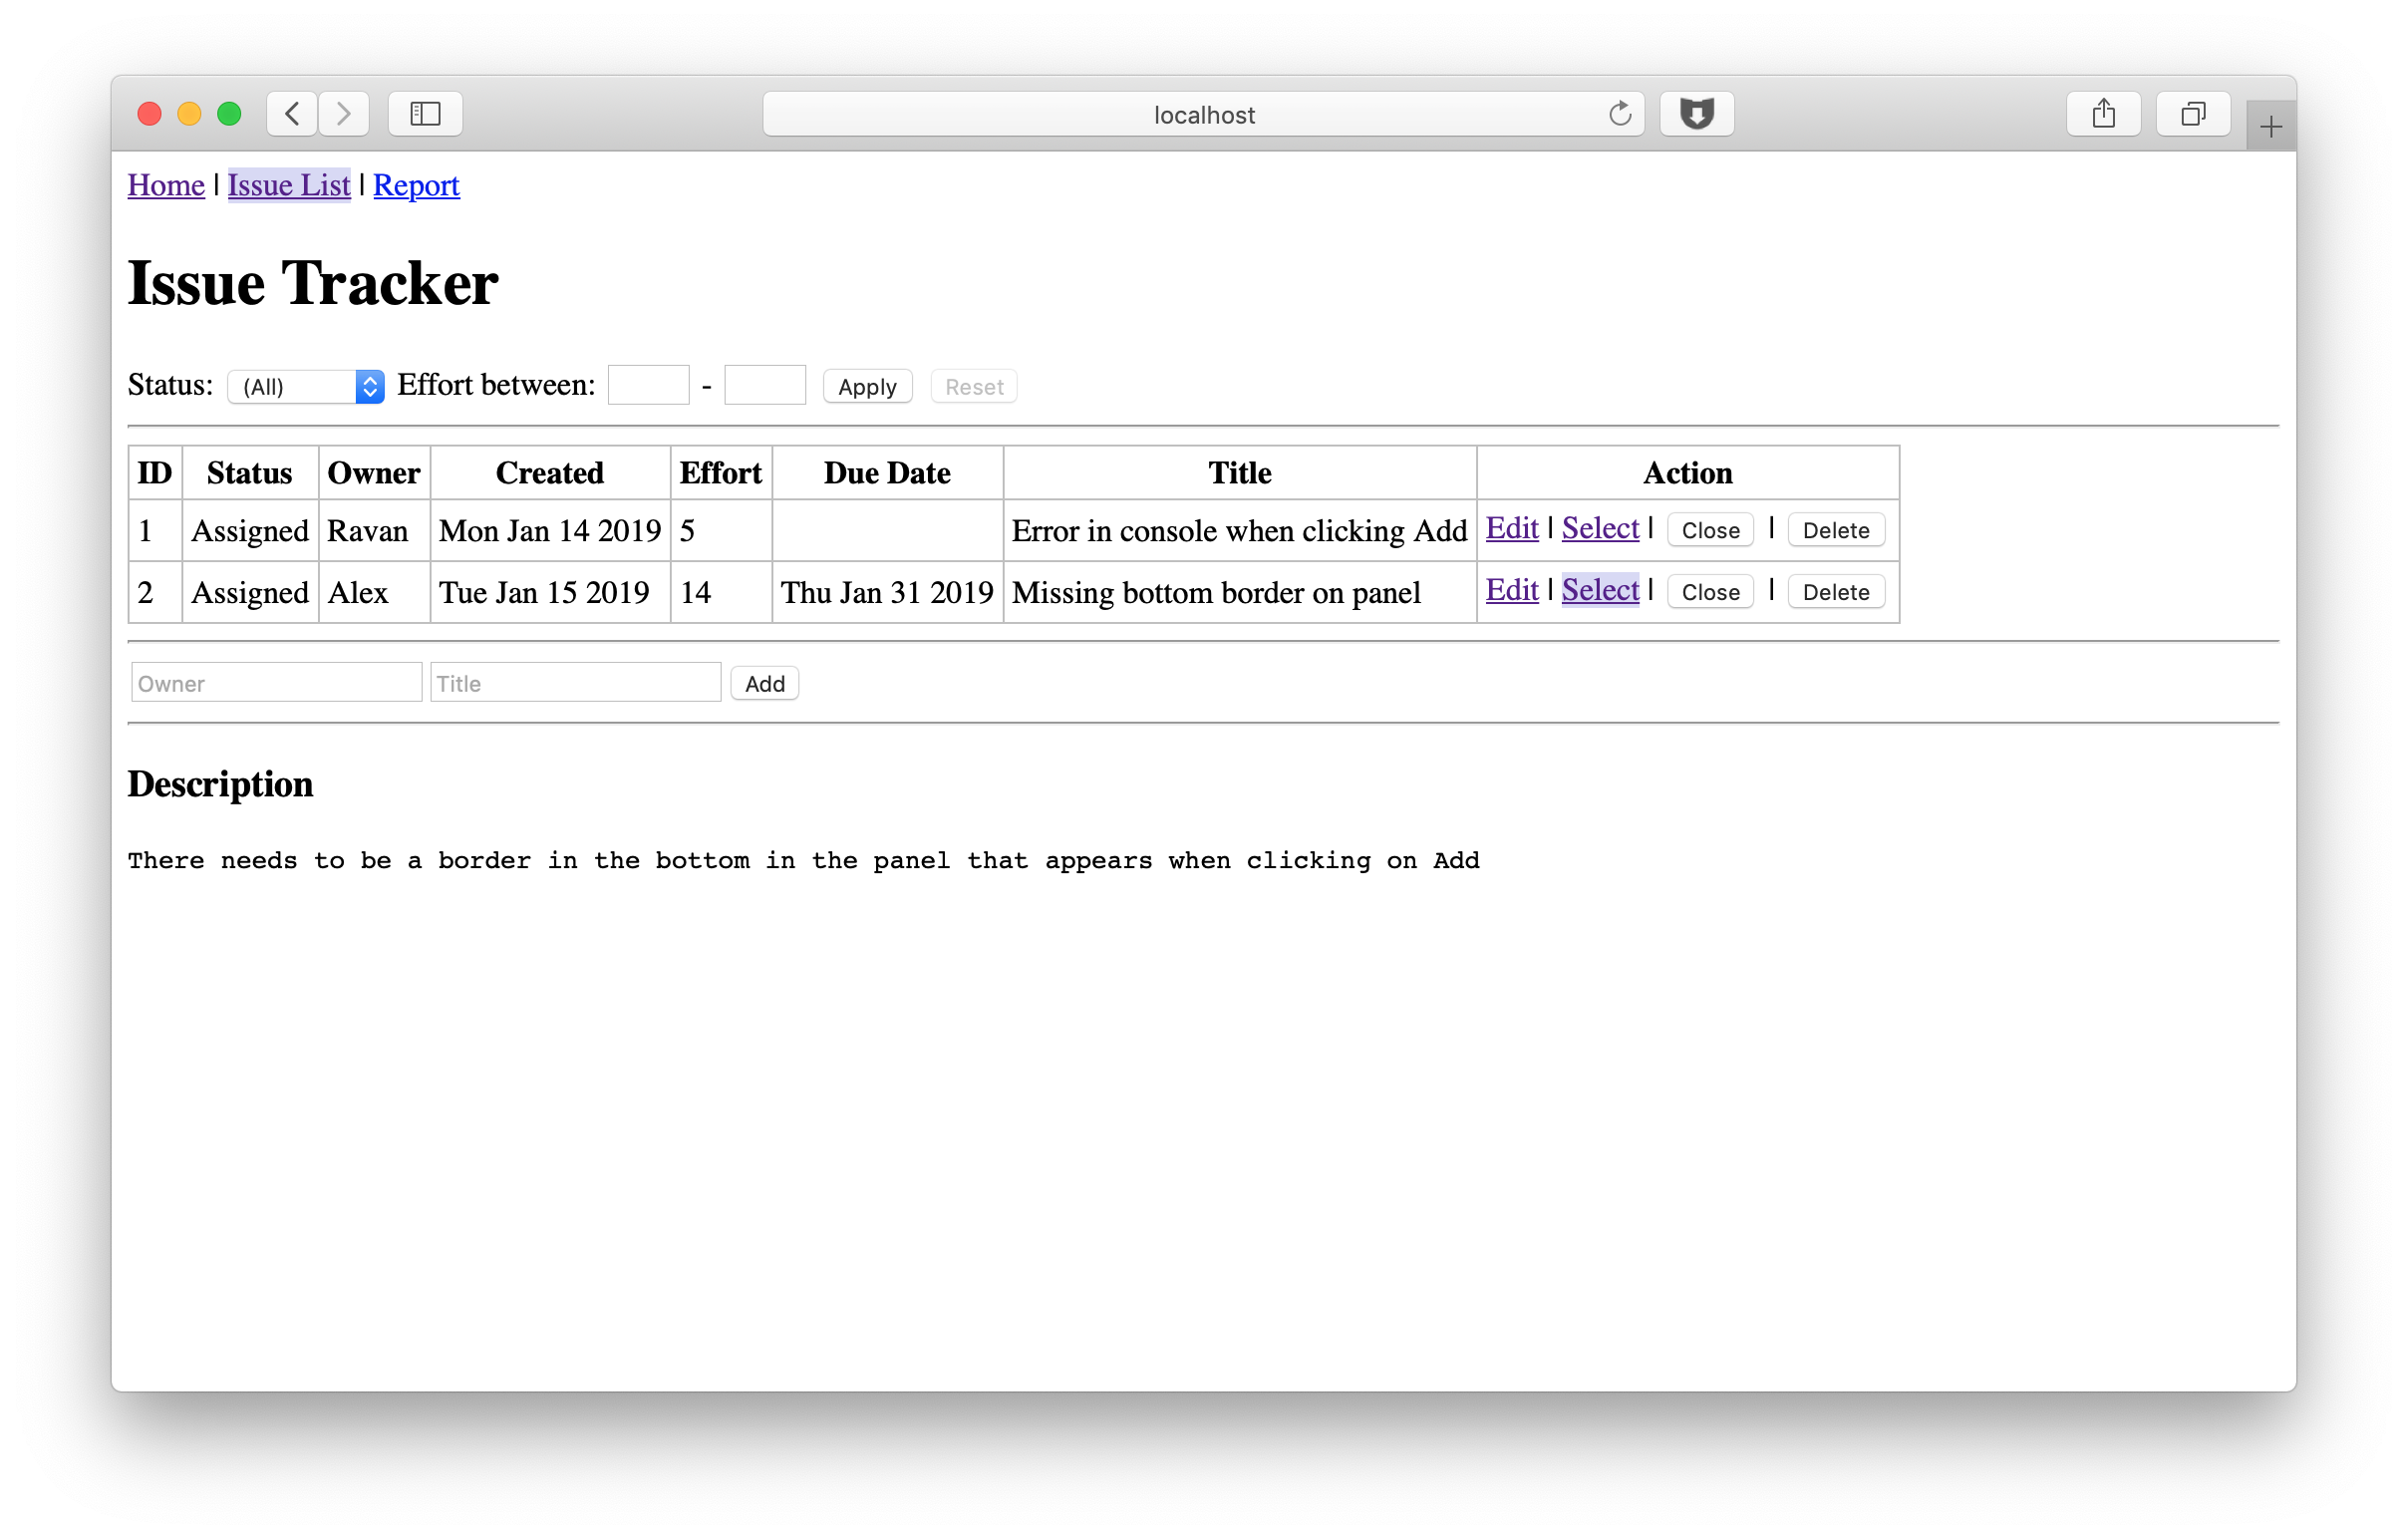 localhost
Home | Issue List | Report
Issue Tracker
Status: (All) Effort between: - Apply Reset
ID Status Owner Created Effort Due Date Title Action
1 Assigned Ravan Mon Jan 14 2019 5 Error in console when clicking Add Edit | Select | Close | Delete
2 Assigned Alex Tue Jan 15 2019 14 Thu Jan 31 2019 Missing bottom border on panel Edit | Select | Close | Delete
Owner Title Add
Description
There needs to be a border in the bottom in the panel that appears when clicking on Add